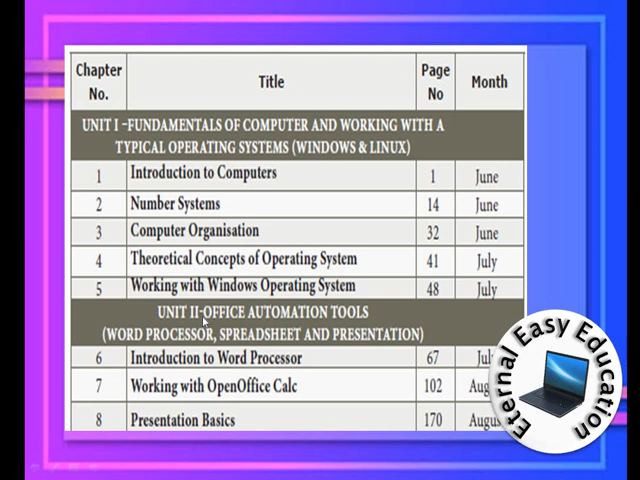 Chapter No. Title Page No Month
UNIT I –FUNDAMENTALS OF COMPUTER AND WORKING WITH A
TYPICAL OPERATING SYSTEMS (WINDOWS & LINUX)
1 Introduction to Computers 1 June
2 Number Systems 14 June
3 Computer Organisation 32 June
4 Theoretical Concepts of Operating System 41 July
5 Working with Windows Operating System 48 July
UNIT II-OFFICE AUTOMATION TOOLS
(WORD PROCESSOR, SPREADSHEET AND PRESENTATION)
6 Introduction to Word Processor 67
7 Working with OpenOffice Calc 102
8 Presentation Basics 170
Eternal Easy Education